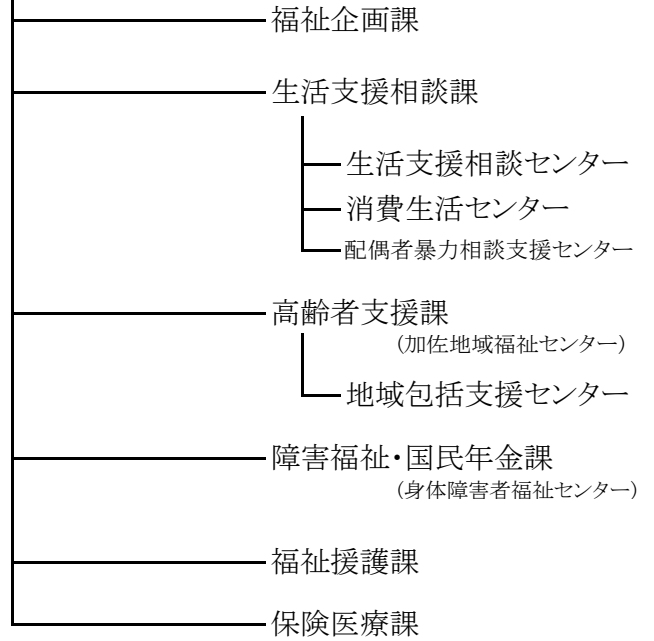 福祉企画課
生活支援相談課
生活支援相談センター
消費生活センター
配偶者暴力相談支援センター
高齢者支援課
(加佐地域福祉センター)
地域包括支援センター
障害福祉・国民年金課
(身体障害者福祉センター)
福祉援護課
保険医療課